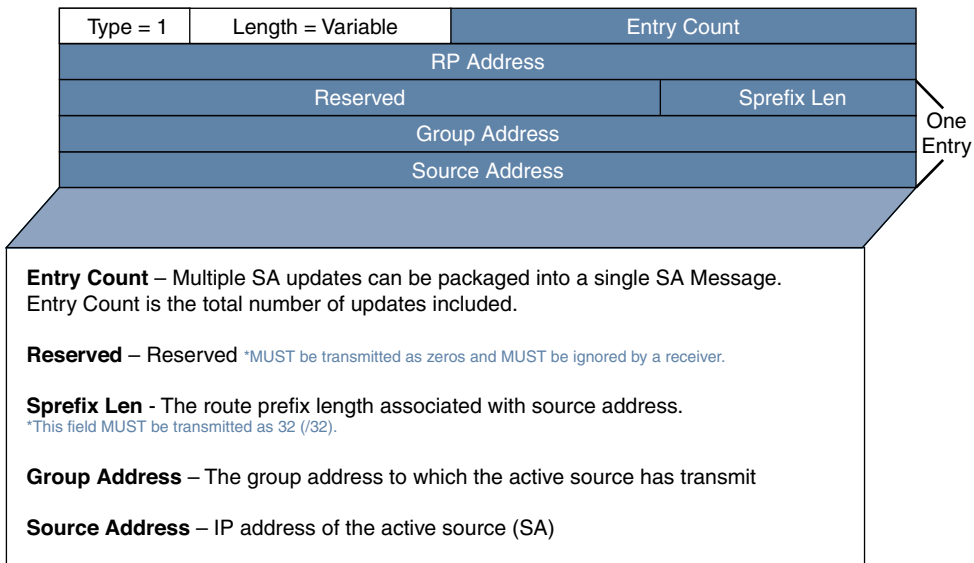 Type = 1 Length = Variable Entry Count
RP Address
Reserved Sprefix Len
Group Address
Source Address
One
Entry
Entry Count – Multiple SA updates can be packaged into a single SA Message.
Entry Count is the total number of updates included.
Reserved – Reserved *MUST be transmitted as zeros and MUST be ignored by a receiver.
Sprefix Len - The route prefix length associated with source address.
*This field MUST be transmitted as 32 (/32).
Group Address – The group address to which the active source has transmit
Source Address – IP address of the active source (SA)